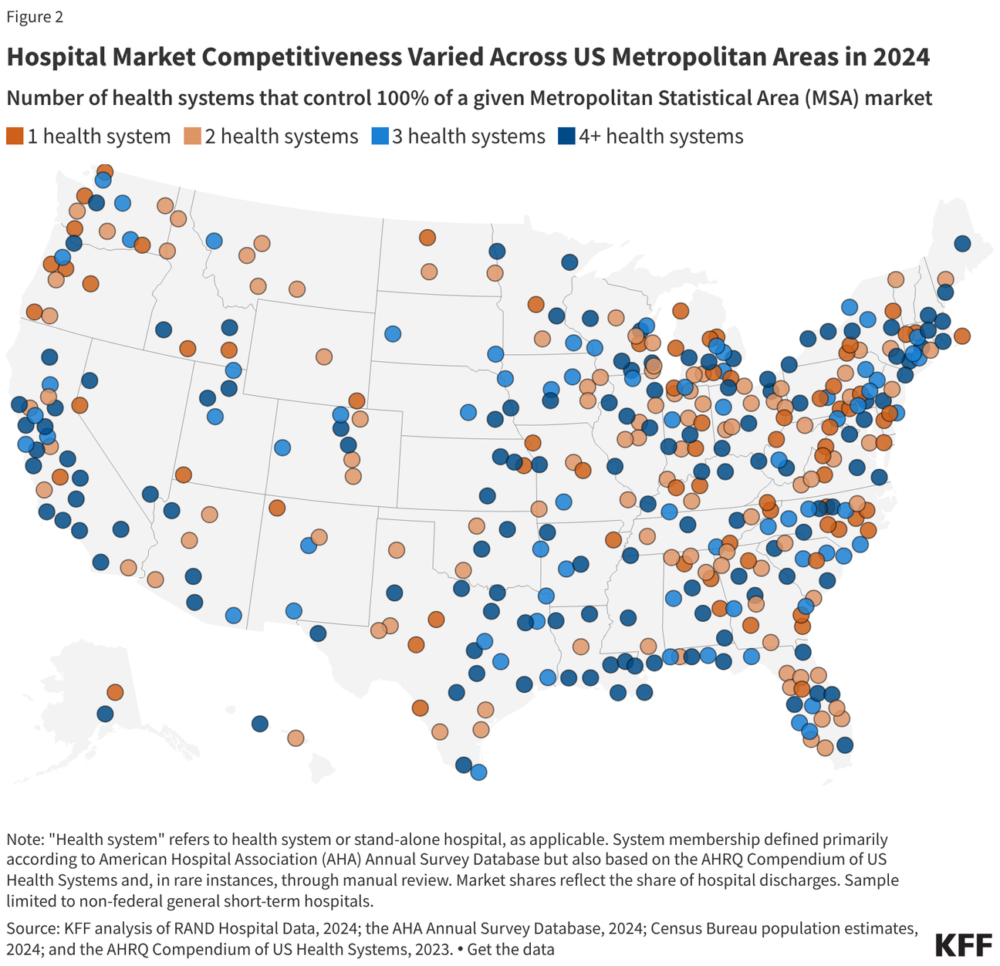 Figure 2
Hospital Market Competitiveness Varied Across US Metropolitan Areas in 2024
Number of health systems that control 100% of a given Metropolitan Statistical Area (MSA) market
1 health system 2 health systems 3 health systems 4+ health systems
Note: "Health system" refers to health system or stand-alone hospital, as applicable. System membership defined primarily
according to American Hospital Association (AHA) Annual Survey Database but also based on the AHRQ Compendium of US
Health Systems and, in rare instances, through manual review. Market shares reflect the share of hospital discharges. Sample
limited to non-federal general short-term hospitals.
Source: KFF analysis of RAND Hospital Data, 2024; the AHA Annual Survey Database, 2024; Census Bureau population estimates,
2024; and the AHRQ Compendium of US Health Systems, 2023. • Get the data
KFF